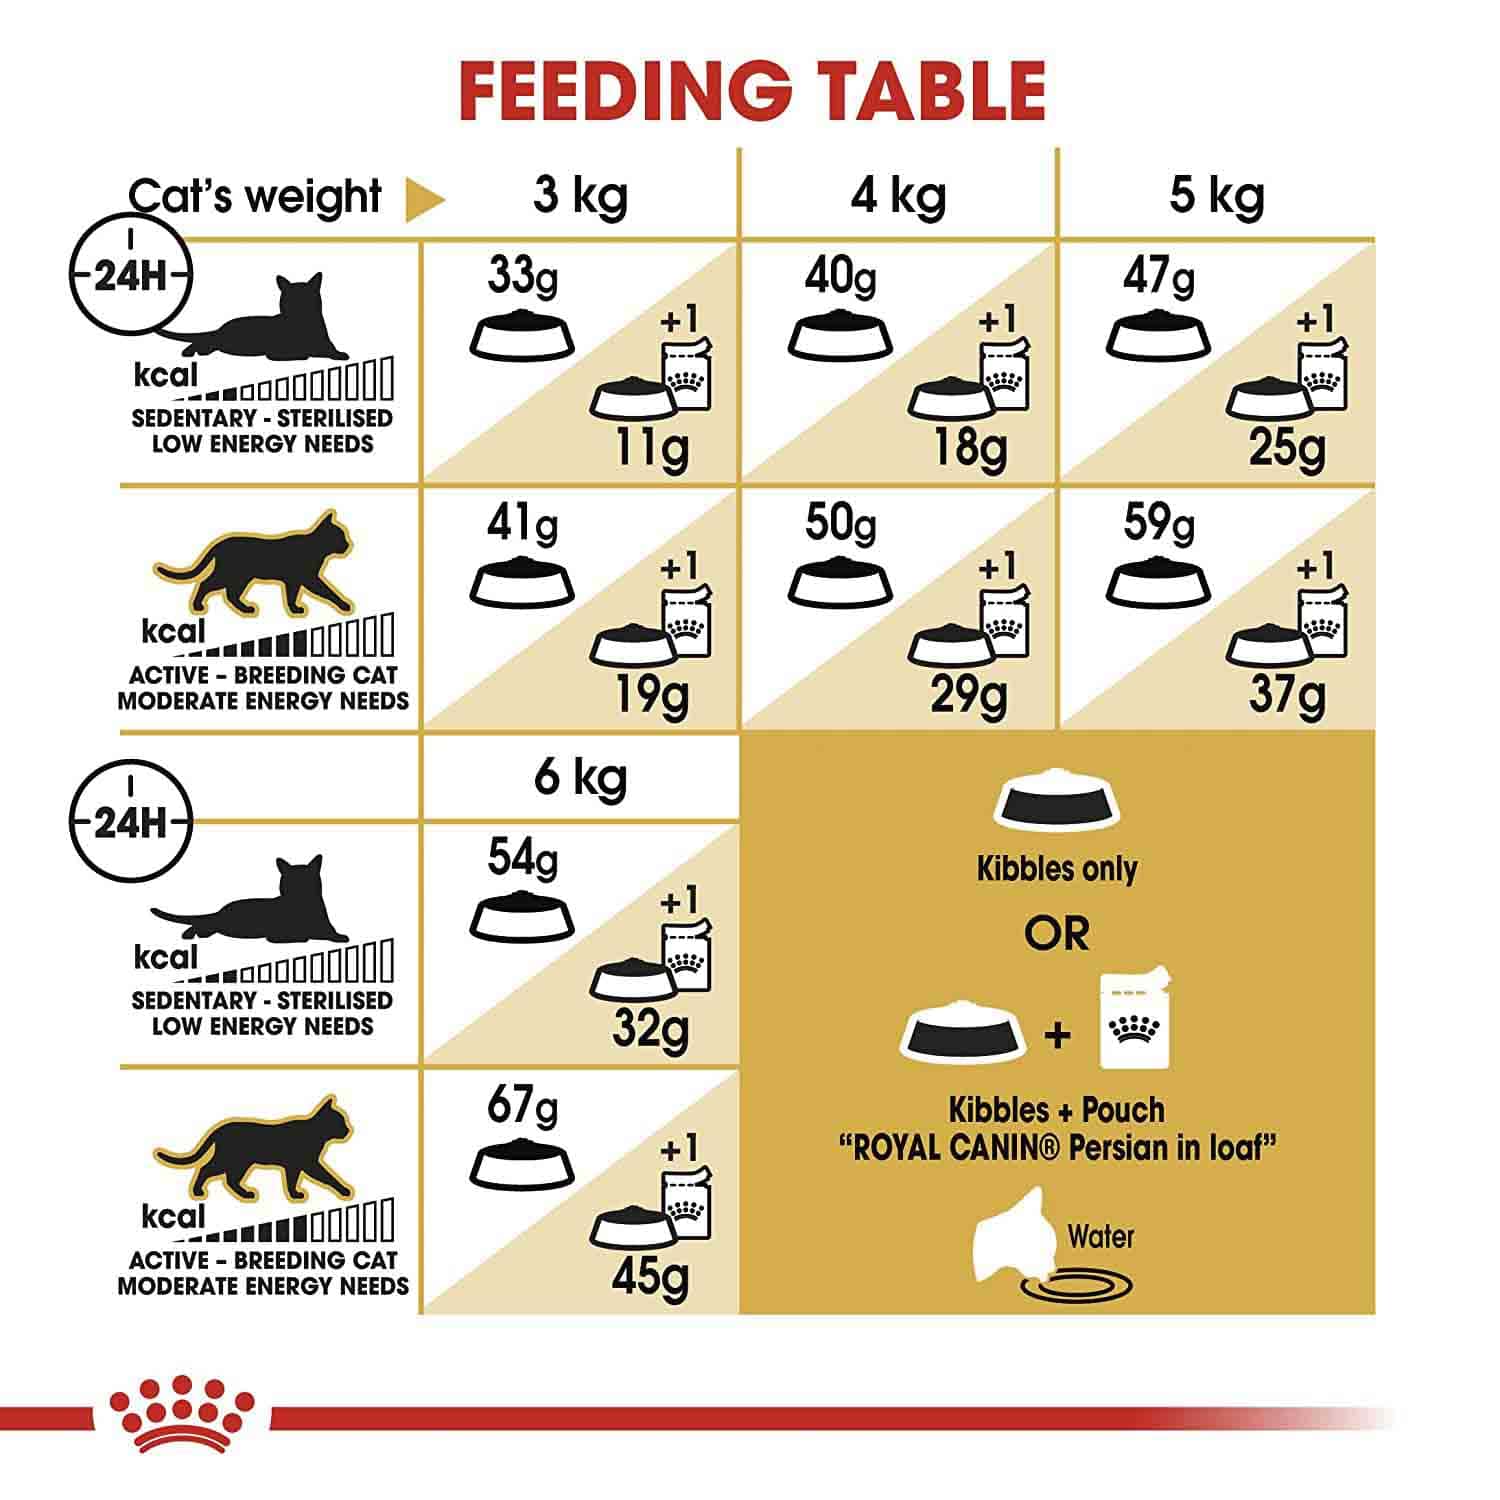 FEEDING TABLE
Cat's weight 3 kg 4 kg 5 kg
24H
33g 40g 47g
+1 +1 +1
kcal
SEDENTARY - STERILISED
LOW ENERGY NEEDS
11g 18g 25g
41g 50g 59g
+1 +1 +1
kcal
ACTIVE - BREEDING CAT
MODERATE ENERGY NEEDS
19g 29g 37g
6 kg
24H
54g
+1
kcal
SEDENTARY - STERILISED
LOW ENERGY NEEDS
32g
67g
+1
kcal
ACTIVE - BREEDING CAT
MODERATE ENERGY NEEDS
45g
Kibbles only
OR
+
Kibbles + Pouch
“ROYAL CANIN® Persian in loaf”
Water